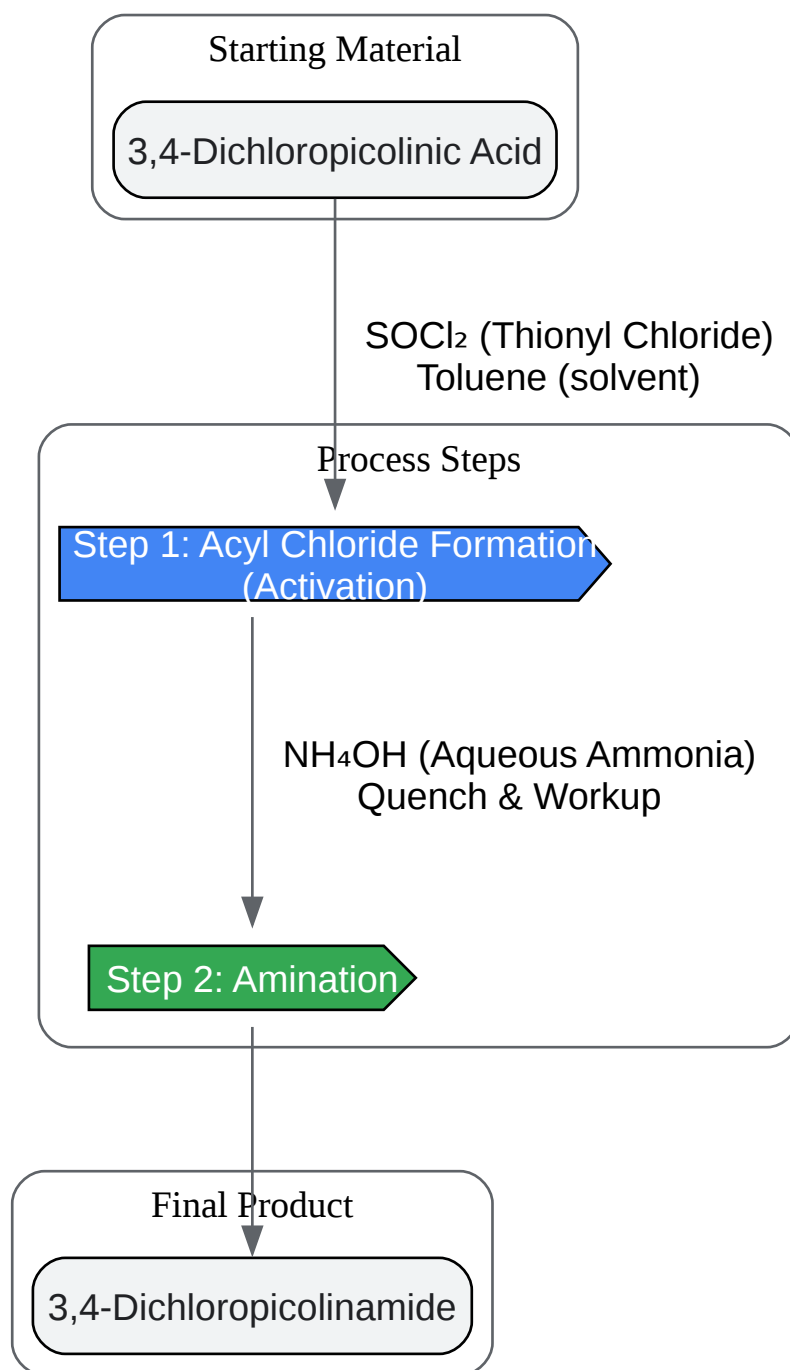 Starting Material
3,4-Dichloropicolinic Acid
SOCl₂ (Thionyl Chloride)
Toluene (solvent)
Process Steps
Step 1: Acyl Chloride Formation
(Activation)
NH₄OH (Aqueous Ammonia)
Quench & Workup
Step 2: Amination
Final Product
3,4-Dichloropicolinamide